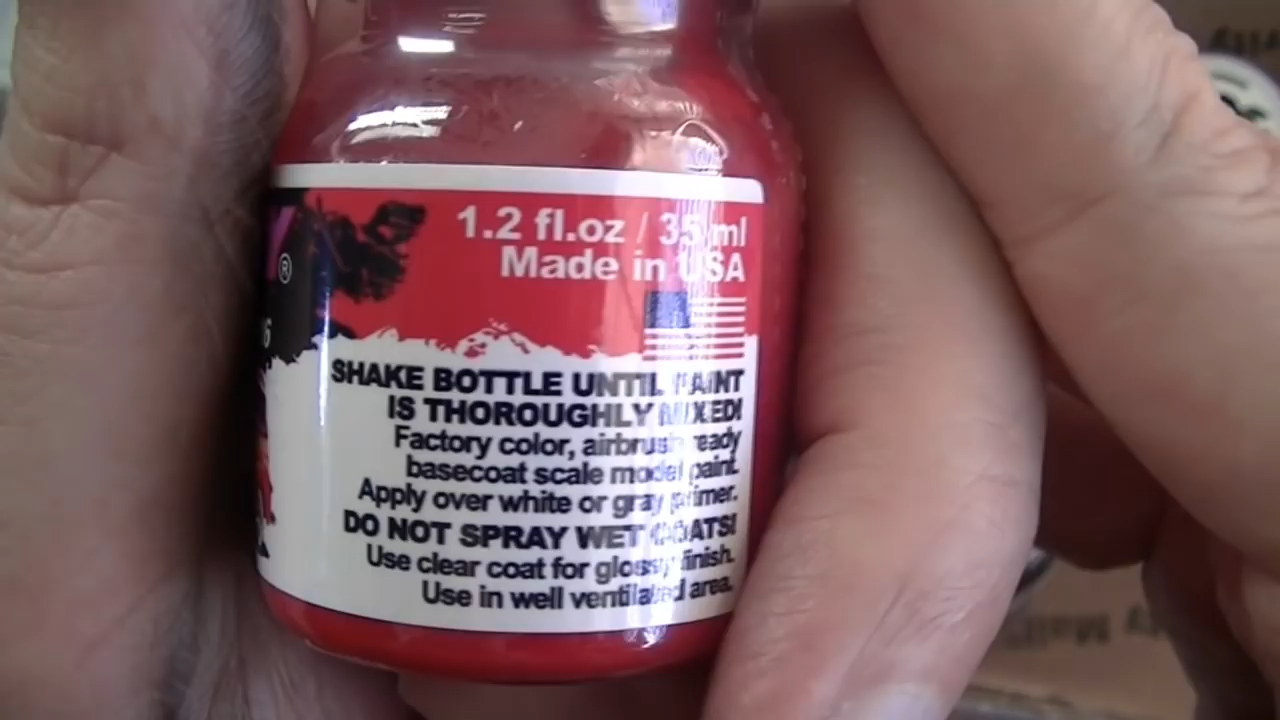 1.2 fl.oz / 35 ml
Made in USA
®
SHAKE BOTTLE UNTIL PAINT
IS THOROUGHLY MIXED!
Factory color, airbrush ready
basecoat scale model paint.
Apply over white or gray primer.
DO NOT SPRAY WET COATS!
Use clear coat for glossy finish.
Use in well ventilated area.